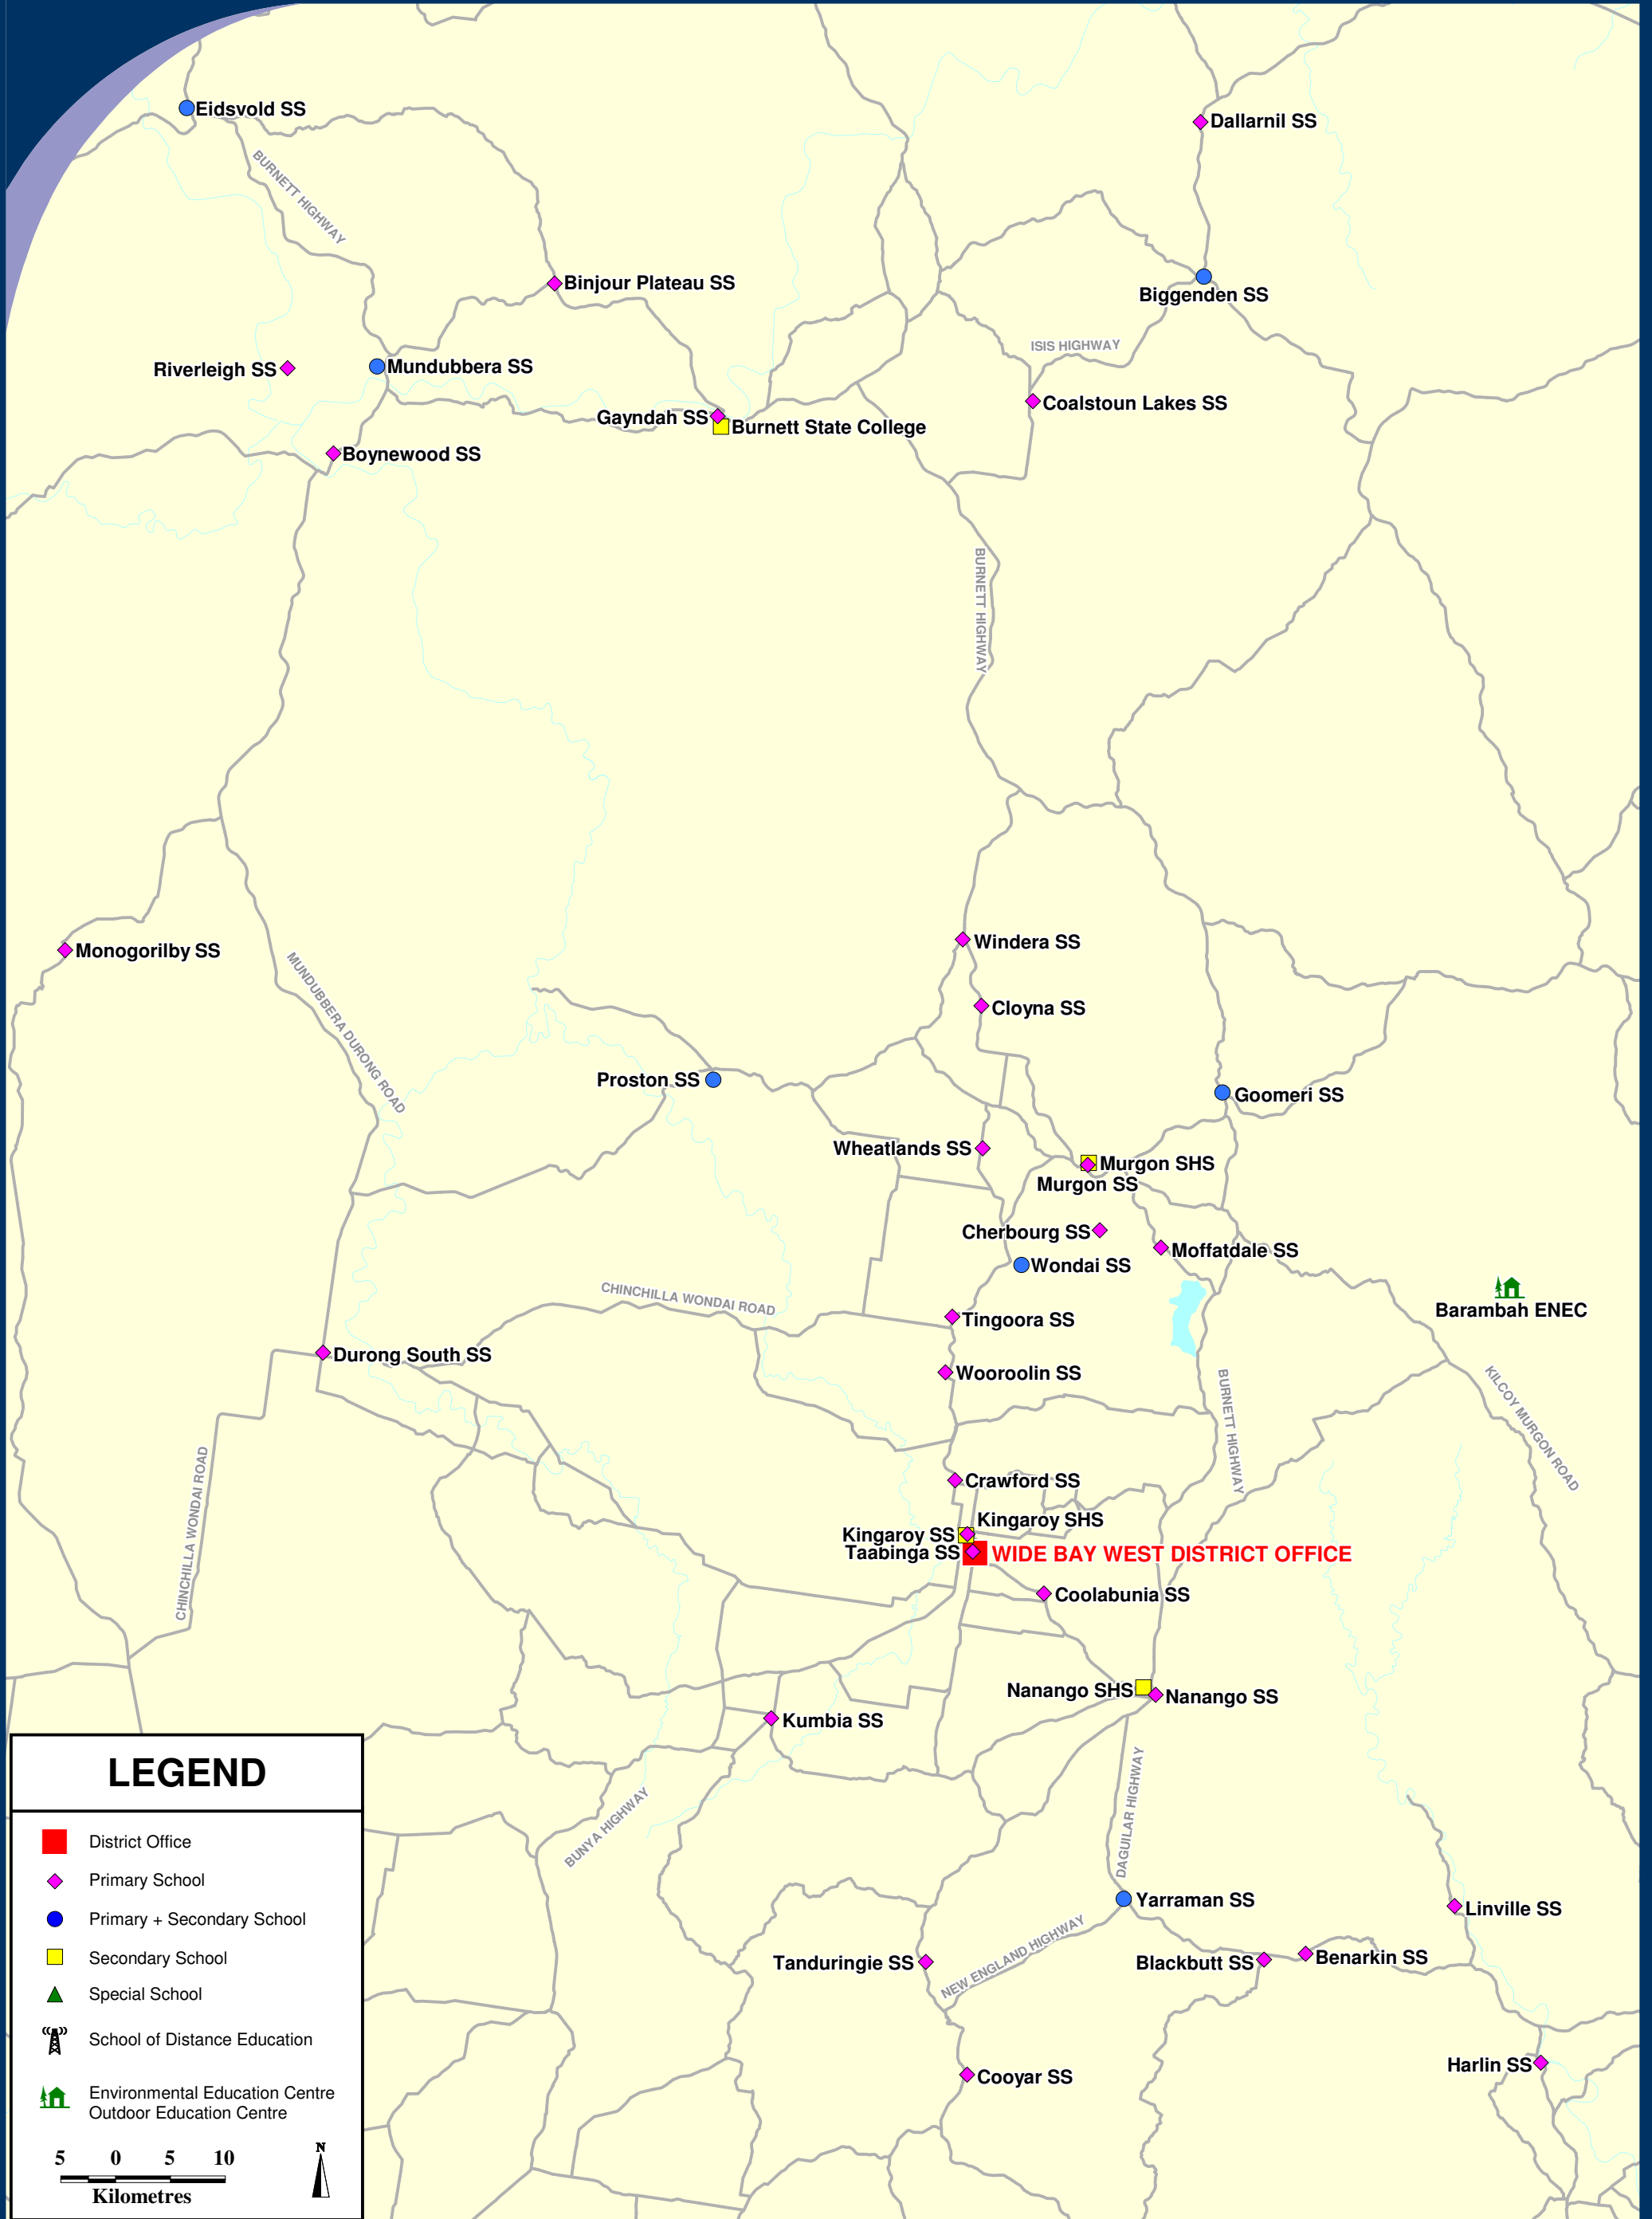 Eidsvold SS
Dallarnil SS
BURNETT HIGHWAY
Binjour Plateau SS
Biggenden SS
ISIS HIGHWAY
Riverleigh SS
Mundubbera SS
Coalstoun Lakes SS
Gayndah SS
Burnett State College
Boynewood SS
BURNETT HIGHWAY
Windera SS
Monogorilby SS
MUNDUBBERA DURONG ROAD
Cloyna SS
Proston SS
Goomeri SS
Wheatlands SS
Murgon SHS
Murgon SS
Cherbourg SS
Moffatdale SS
Wondai SS
CHINCHILLA WONDAI ROAD
Barambah ENEC
Tingoora SS
Durong South SS
Wooroolin SS
BURNETT HIGHWAY
KILCOY MURGON ROAD
CHINCHILLA WONDAI ROAD
Crawford SS
Kingaroy SHS
Kingaroy SS
Taabinga SS
WIDE BAY WEST DISTRICT OFFICE
Coolabunia SS
Nanango SHS
Nanango SS
Kumbia SS
DAGUILAR HIGHWAY
BUNYA HIGHWAY
Yarraman SS
Linville SS
NEW ENGLAND HIGHWAY
Tanduringie SS
Blackbutt SS
Benarkin SS
Harlin SS
Cooyar SS
LEGEND
District Office
Primary School
Primary + Secondary School
Secondary School
Special School
School of Distance Education
Environmental Education Centre
Outdoor Education Centre
5 0 5 10
Kilometres
N